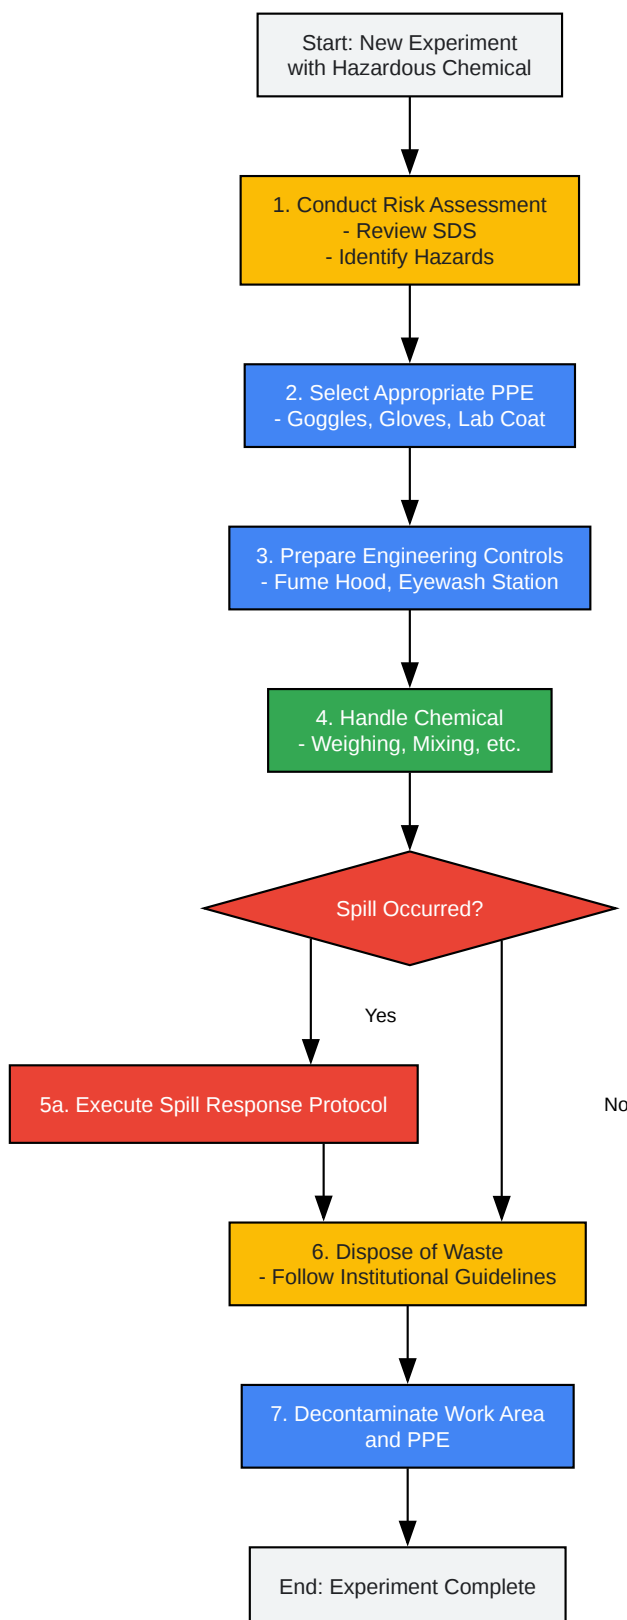 Start: New Experiment
with Hazardous Chemical
1. Conduct Risk Assessment
- Review SDS
- Identify Hazards
2. Select Appropriate PPE
- Goggles, Gloves, Lab Coat
3. Prepare Engineering Controls
- Fume Hood, Eyewash Station
4. Handle Chemical
- Weighing, Mixing, etc.
Spill Occurred?
Yes
5a. Execute Spill Response Protocol
No
6. Dispose of Waste
- Follow Institutional Guidelines
7. Decontaminate Work Area
and PPE
End: Experiment Complete